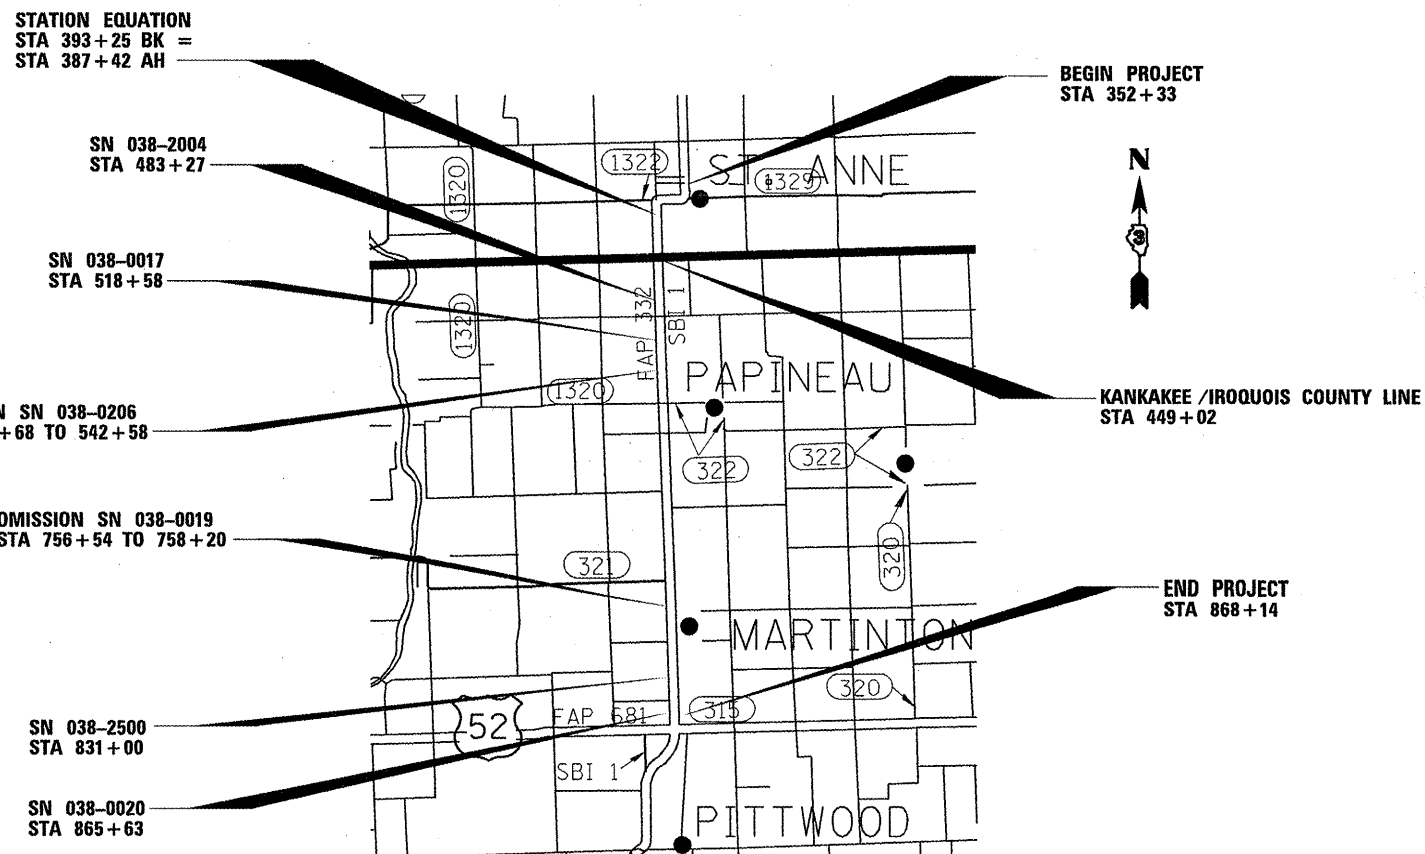 STATION EQUATION
STA 393+25 BK =
STA 387+42 AH
BEGIN PROJECT
STA 352+33
SN 038-2004
STA 483+27
N
1322
ST. ANNE
1329
1320
SN 038-0017
STA 518+58
1320
FAP 332
SBI 1
PAPINEAU
1320
KANKAKEE/IROQUOIS COUNTY LINE
STA 449+02
N SN 038-0206
+68 TO 542+58
322
322
OMISSION SN 038-0019
STA 756+54 TO 758+20
321
320
END PROJECT
STA 868+14
MARTINTON
320
SN 038-2500
STA 831+00
52
FAP 681
315
SBI 1
SN 038-0020
STA 865+63
PITTWOOD